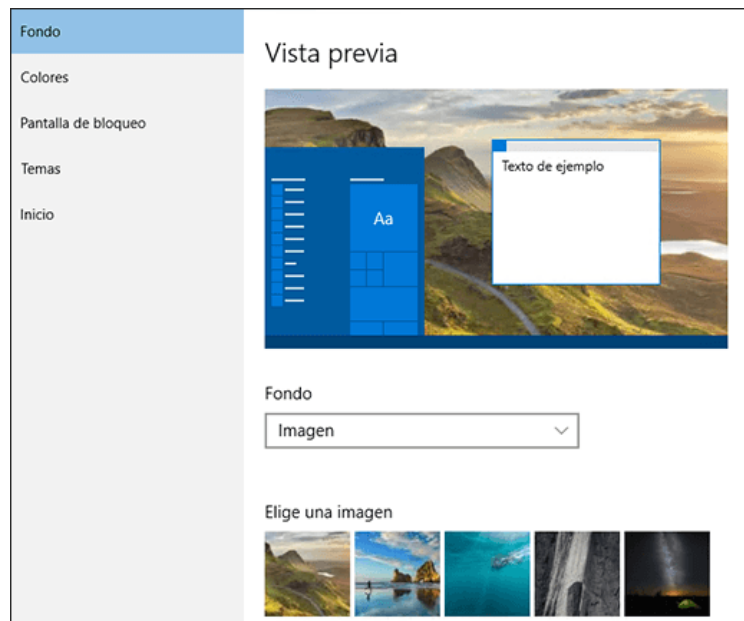 Fondo
Colores
Pantalla de bloqueo
Temas
Inicio
Vista previa
Texto de ejemplo
Aa
Fondo
Imagen
Elige una imagen